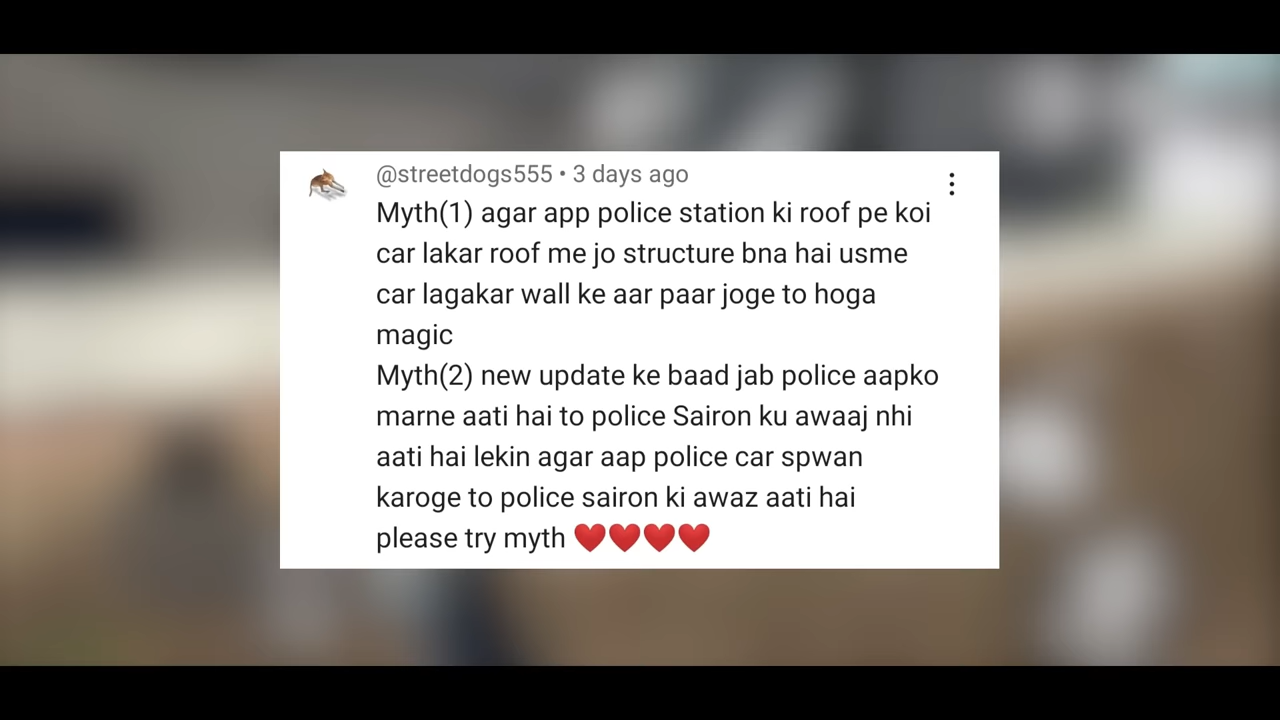 @streetdogs555 • 3 days ago
Myth(1) agar app police station ki roof pe koi
car lakar roof me jo structure bna hai usme
car lagakar wall ke aar paar joge to hoga
magic
Myth(2) new update ke baad jab police aapko
marne aati hai to police Sairon ku awaaj nhi
aati hai lekin agar aap police car spwan
karoge to police sairon ki awaz aati hai
please try myth ❤️❤️❤️❤️